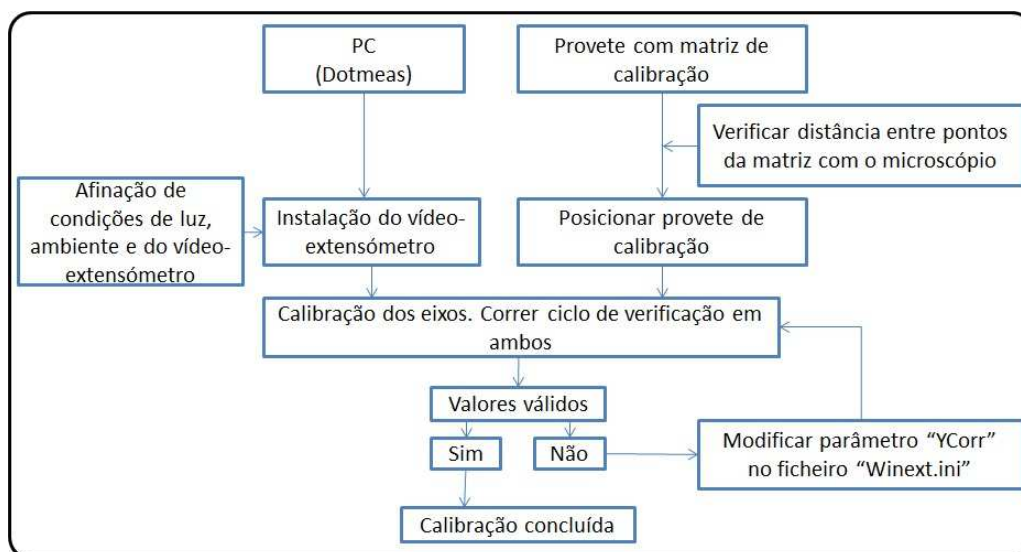 PC
(Dotmeas)
Provete com matriz de
calibração
Verificar distância entre pontos
da matriz com o microscópio
Afinação de
condições de luz,
ambiente e do vídeo-
extensómetro
Instalação do vídeo-
extensómetro
Posicionar provete de
calibração
Calibração dos eixos. Correr ciclo de verificação em
ambos
Valores válidos
Sim
Não
Modificar parâmetro “YCorr”
no ficheiro “Winext.ini”
Calibração concluída